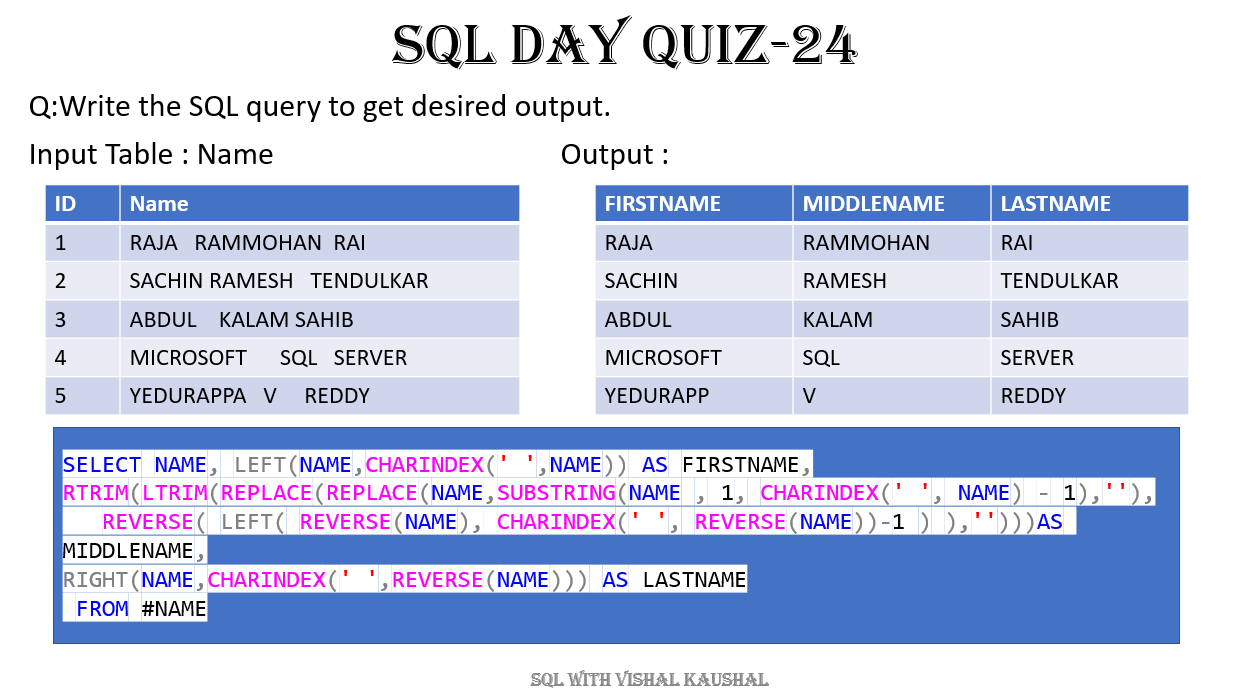 SQL DAY QUIZ-24
Q:Write the SQL query to get desired output.
Input Table : Name
Output :
ID Name
1 RAJA   RAMMOHAN  RAI
2 SACHIN RAMESH   TENDULKAR
3 ABDUL    KALAM SAHIB
4 MICROSOFT      SQL   SERVER
5 YEDURAPPA   V     REDDY
FIRSTNAME MIDDLENAME LASTNAME
RAJA RAMMOHAN RAI
SACHIN RAMESH TENDULKAR
ABDUL KALAM SAHIB
MICROSOFT SQL SERVER
YEDURAPP V REDDY
SELECT NAME, LEFT(NAME,CHARINDEX(' ',NAME)) AS FIRSTNAME,
RTRIM(LTRIM(REPLACE(REPLACE(NAME,SUBSTRING(NAME , 1, CHARINDEX(' ', NAME) - 1),''),
REVERSE( LEFT( REVERSE(NAME), CHARINDEX(' ', REVERSE(NAME))-1 ) ),'')))AS
MIDDLENAME,
RIGHT(NAME,CHARINDEX(' ',REVERSE(NAME))) AS LASTNAME
FROM #NAME
SQL WITH VISHAL KAUSHAL